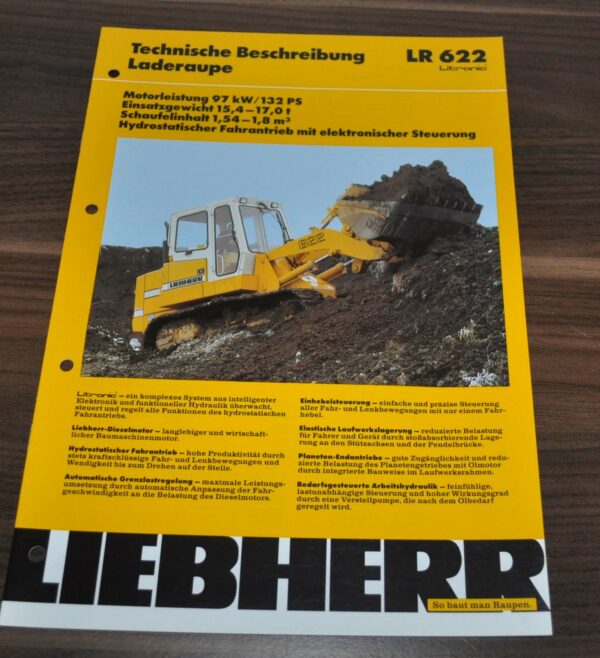 Technische Beschreibung
Laderaupe
LR 622
Litronic
Motorleistung 97 kW/132 PS
Einsatzgewicht 15,4–17,0 t
Schaufelinhalt 1,54–1,8 m³
Hydrostatischer Fahrantrieb mit elektronischer Steuerung
622
LIEBHERR
Litronic – ein komplexes System aus intelligenter
Elektronik und funktioneller Hydraulik überwacht,
steuert und regelt alle Funktionen des hydrostatischen
Fahrantriebs.
Liebherr-Dieselmotor – langlebiger und wirtschaft-
licher Baumaschinenmotor.
Hydrostatischer Fahrantrieb – hohe Produktivität durch
stets kraftschlüssige Fahr- und Lenkbewegungen und
Wendigkeit bis zum Drehen auf der Stelle.
Automatische Grenzlastregelung – maximale Leistungs-
umsetzung durch automatische Anpassung der Fahr-
geschwindigkeit an die Belastung des Dieselmotors.
Einhebelsteuerung – einfache und präzise Steuerung
aller Fahr- und Lenkbewegungen mit nur einem Fahr-
hebel.
Elastische Laufwerkslagerung – reduzierte Belastung
für Fahrer und Gerät durch stoßabsorbierende Lage-
rung an den Stützachsen und der Pendelbrücke.
Planeten-Endantriebe – gute Zugänglichkeit und redu-
zierte Belastung des Planetengetriebes mit Ölmotor
durch integrierte Bauweise im Laufwerksrahmen.
Bedarfsgesteuerte Arbeitshydraulik – feinfühlige,
lastunabhängige Steuerung und hoher Wirkungsgrad
durch eine Verstellpumpe, die nach dem Ölbedarf
geregelt wird.
LIEBHERR
So baut man Raupen.